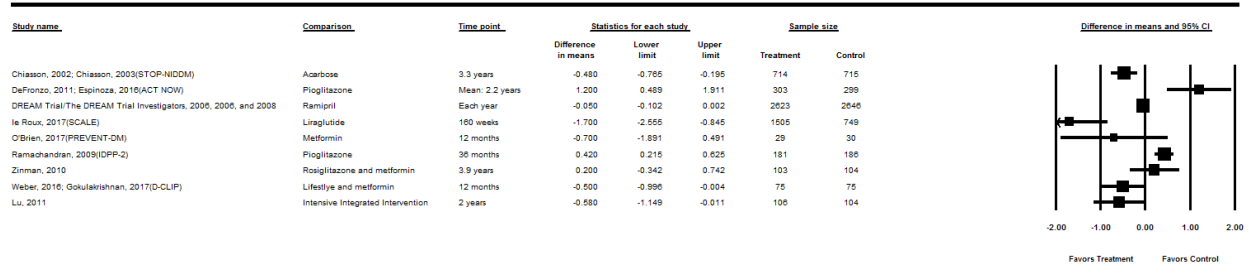 Study name Comparison Time point Statistics for each study Sample size Difference in means and 95% CI
Difference in means Lower limit Upper limit Treatment Control
Chiasson, 2002; Chiasson, 2003(STOP-NIDDM) Acarbose 3.3 years -0.480 -0.765 -0.195 714 715
DeFronzo, 2011; Espinoza, 2016(ACT NOW) Pioglitazone Mean: 2.2 years 1.200 0.489 1.911 303 299
DREAM Trial/The DREAM Trial Investigators, 2006, 2006, and 2008 Ramipril Each year -0.050 -0.102 0.002 2623 2646
le Roux, 2017(SCALE) Liraglutide 160 weeks -1.700 -2.555 -0.845 1505 749
O'Brien, 2017(PREVENT-DM) Metformin 12 months -0.700 -1.891 0.491 29 30
Ramachandran, 2009(IDPP-2) Pioglitazone 36 months 0.420 0.215 0.625 181 186
Zinman, 2010 Rosiglitazone and metformin 3.9 years 0.200 -0.342 0.742 103 104
Weber, 2016; Gokulakrishnan, 2017(D-CLIP) Lifestlye and metformin 12 months -0.500 -0.996 -0.004 75 75
Lu, 2011 Intensive Integrated Intervention 2 years -0.580 -1.149 -0.011 106 104
-2.00 -1.00 0.00 1.00 2.00
Favors Treatment Favors Control